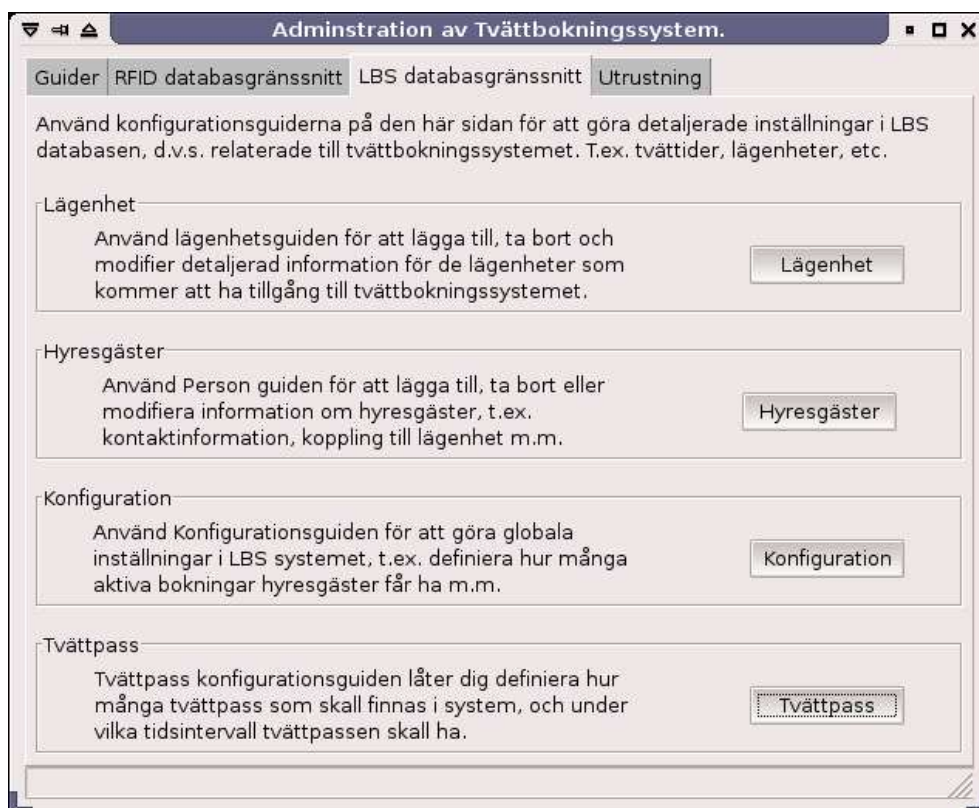 Adminstration av Tvättbokningssystem.
Guider RFID databasgränssnitt LBS databasgränssnitt Utrustning
Använd konfigurationsguiderna på den här sidan för att göra detaljerade inställningar i LBS
databasen, d.v.s. relaterade till tvättbokningssystemet. T.ex. tvättider, lägenheter, etc.
Lägenhet
Använd lägenhetsguiden för att lägga till, ta bort och
modifier detaljerad information för de lägenheter som
kommer att ha tillgång till tvättbokningssystemet.
Lägenhet
Hyresgäster
Använd Person guiden för att lägga till, ta bort eller
modifiera information om hyresgäster, t.ex.
kontaktinformation, koppling till lägenhet m.m.
Hyresgäster
Konfiguration
Använd Konfigurationsguiden för att göra globala
inställningar i LBS systemet, t.ex. definiera hur många
aktiva bokningar hyresgäster får ha m.m.
Konfiguration
Tvättpass
Tvättpass konfigurationsguiden låter dig definiera hur
många tvättpass som skall finnas i system, och under
vilka tidsintervall tvättpassen skall ha.
Tvättpass